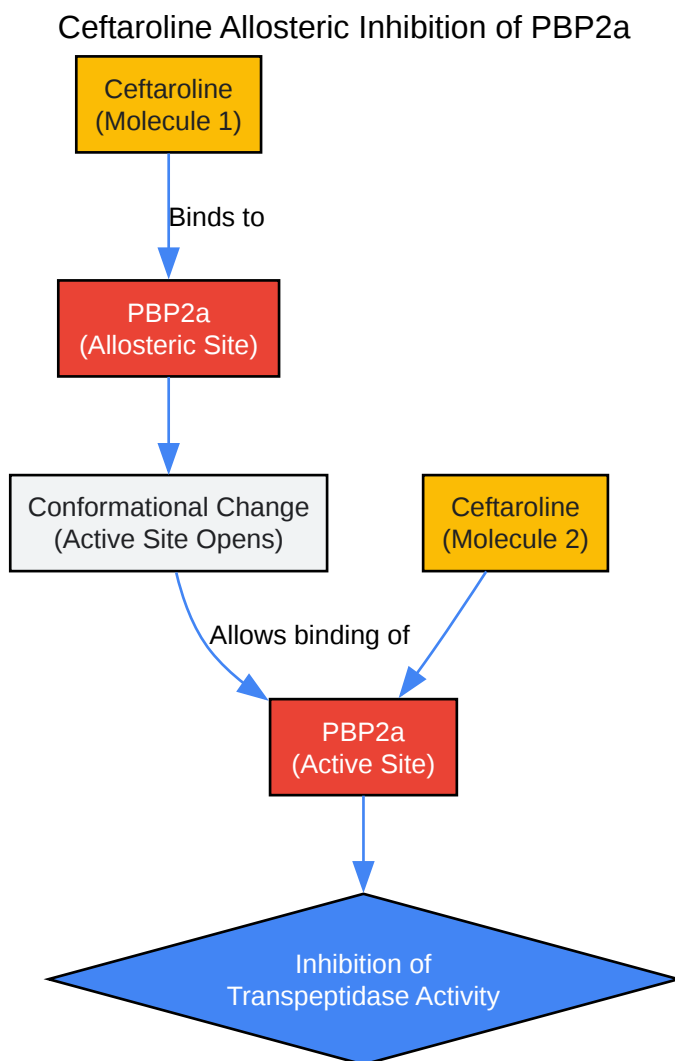 Ceftaroline Allosteric Inhibition of PBP2a
Ceftaroline
(Molecule 1)
Binds to
PBP2a
(Allosteric Site)
Conformational Change
(Active Site Opens)
Ceftaroline
(Molecule 2)
Allows binding of
PBP2a
(Active Site)
Inhibition of
Transpeptidase Activity